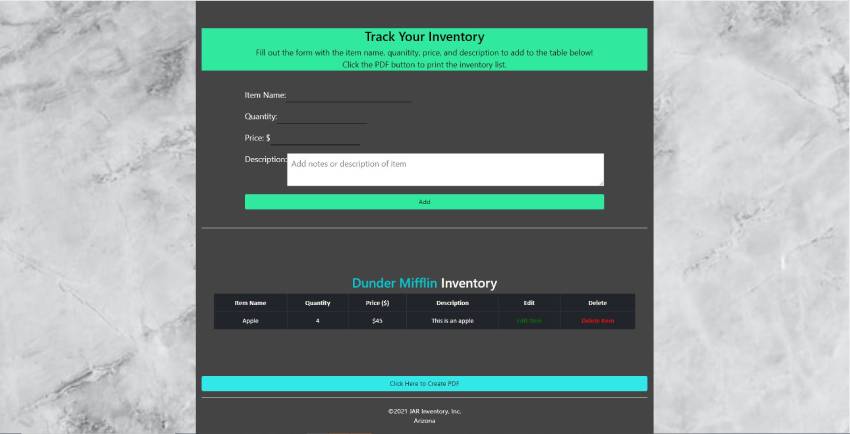 Track Your Inventory
Fill out the form with the item name, quanitity, price, and description to add to the table below!
Click the PDF button to print the inventory list.
Item Name:
Quantity:
Price: $
Description:
Add notes or description of item
Add
Dunder Mifflin Inventory
Item Name Quantity Price ($) Description Edit Delete
Apple 4 $45 This is an apple Edit Item Delete Item
Click Here to Create PDF
©2021 JAR Inventory, Inc.
Arizona